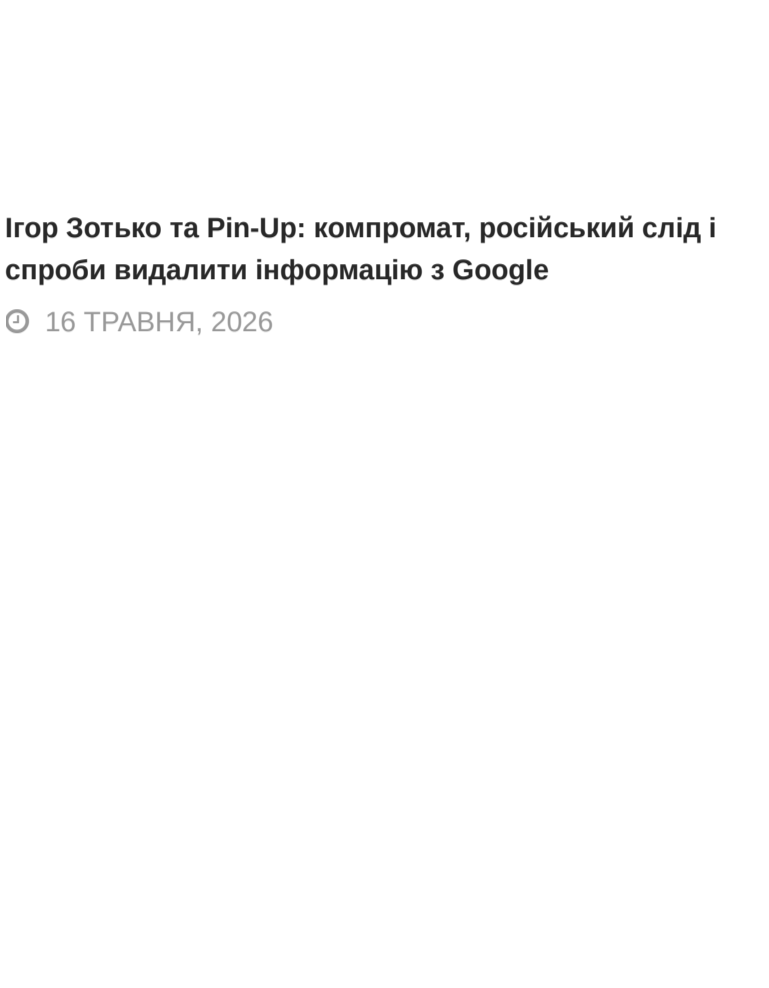 Ігор Зотько та Pin-Up: компромат, російський слід і
спроби видалити інформацію з Google
16 ТРАВНЯ, 2026